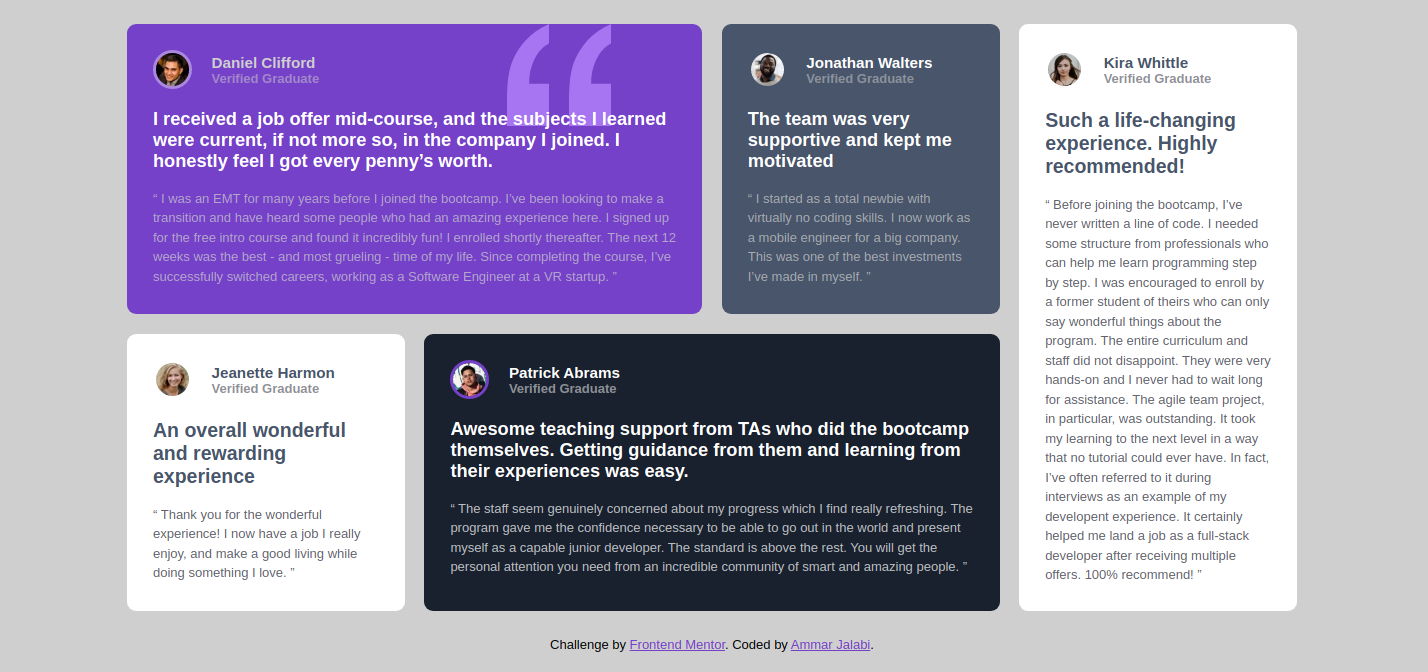 Daniel Clifford
Verified Graduate
I received a job offer mid-course, and the subjects I learned
were current, if not more so, in the company I joined. I
honestly feel I got every penny’s worth.
“ I was an EMT for many years before I joined the bootcamp. I’ve been looking to make a
transition and have heard some people who had an amazing experience here. I signed up
for the free intro course and found it incredibly fun! I enrolled shortly thereafter. The next 12
weeks was the best - and most grueling - time of my life. Since completing the course, I’ve
successfully switched careers, working as a Software Engineer at a VR startup. ”
Jonathan Walters
Verified Graduate
The team was very
supportive and kept me
motivated
“ I started as a total newbie with
virtually no coding skills. I now work as
a mobile engineer for a big company.
This was one of the best investments
I’ve made in myself. ”
Kira Whittle
Verified Graduate
Such a life-changing
experience. Highly
recommended!
“ Before joining the bootcamp, I’ve
never written a line of code. I needed
some structure from professionals who
can help me learn programming step
by step. I was encouraged to enroll by
a former student of theirs who can only
say wonderful things about the
program. The entire curriculum and
staff did not disappoint. They were very
hands-on and I never had to wait long
for assistance. The agile team project,
in particular, was outstanding. It took
my learning to the next level in a way
that no tutorial could ever have. In fact,
I’ve often referred to it during
interviews as an example of my
developent experience. It certainly
helped me land a job as a full-stack
developer after receiving multiple
offers. 100% recommend! ”
Jeanette Harmon
Verified Graduate
An overall wonderful
and rewarding
experience
“ Thank you for the wonderful
experience! I now have a job I really
enjoy, and make a good living while
doing something I love. ”
Patrick Abrams
Verified Graduate
Awesome teaching support from TAs who did the bootcamp
themselves. Getting guidance from them and learning from
their experiences was easy.
“ The staff seem genuinely concerned about my progress which I find really refreshing. The
program gave me the confidence necessary to be able to go out in the world and present
myself as a capable junior developer. The standard is above the rest. You will get the
personal attention you need from an incredible community of smart and amazing people. ”
Challenge by Frontend Mentor. Coded by Ammar Jalabi.